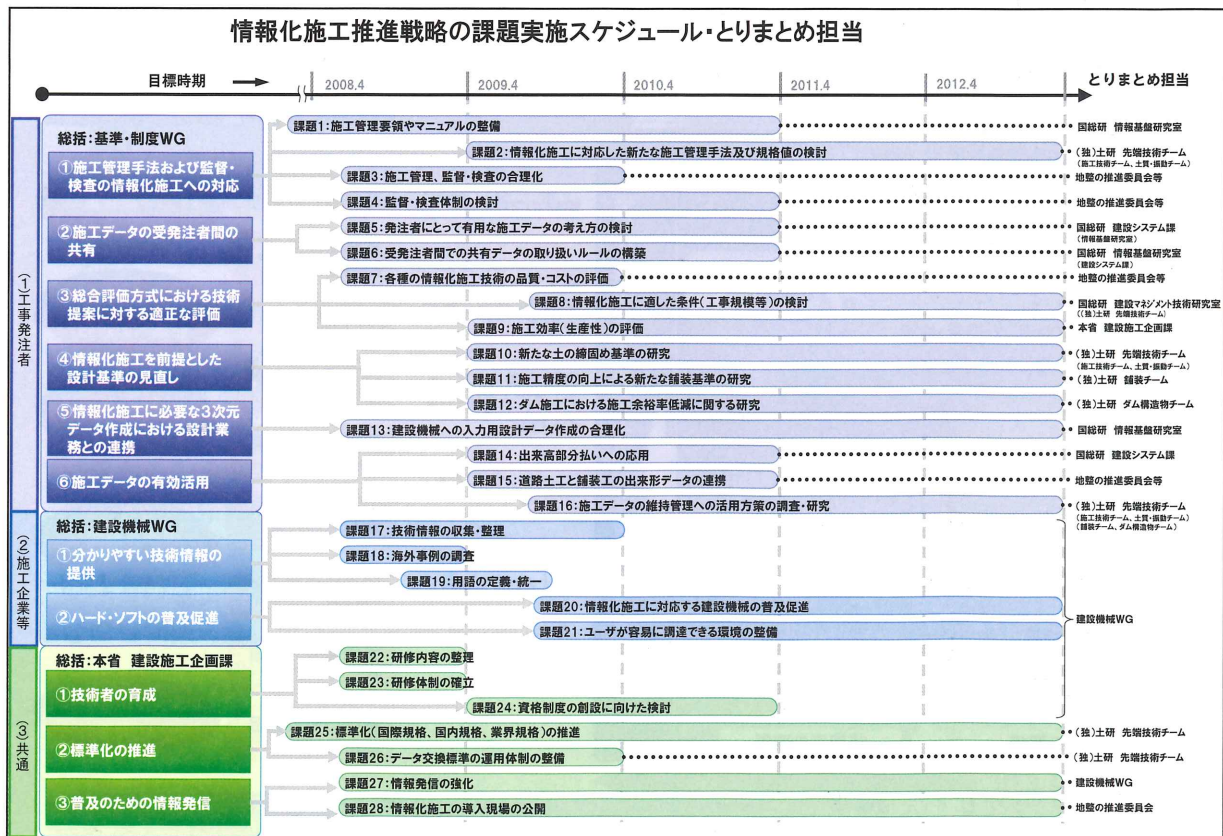 情報化施工推進戦略の課題実施スケジュール・とりまとめ担当
目標時期
2008.4
2009.4
2010.4
2011.4
2012.4
とりまとめ担当
(1)工事発注者
総括:基準・制度WG
①施工管理手法および監督・
検査の情報化施工への対応
②施工データの受発注者間の
共有
③総合評価方式における技術
提案に対する適正な評価
④情報化施工を前提とした
設計基準の見直し
⑤情報化施工に必要な3次元
データ作成における設計業
務との連携
⑥施工データの有効活用
課題1:施工管理要領やマニュアルの整備
国総研 情報基盤研究室
課題2:情報化施工に対応した新たな施工管理手法及び規格値の検討
(独)土研 先端技術チーム
(施工技術チーム、土質・振動チーム)
課題3:施工管理、監督・検査の合理化
地整の推進委員会等
課題4:監督・検査体制の検討
地整の推進委員会等
課題5:発注者にとって有用な施工データの考え方の検討
国総研 建設システム課
(情報基盤研究室)
課題6:受発注者間での共有データの取り扱いルールの構築
国総研 情報基盤研究室
(建設システム課)
課題7:各種の情報化施工技術の品質・コストの評価
地整の推進委員会等
課題8:情報化施工に適した条件(工事規模等)の検討
国総研 建設マネジメント技術研究室
((独)土研 先端技術チーム)
課題9:施工効率(生産性)の評価
本省 建設施工企画課
課題10:新たな土の締固め基準の研究
(独)土研 先端技術チーム
(施工技術チーム、土質・振動チーム)
課題11:施工精度の向上による新たな舗装基準の研究
(独)土研 舗装チーム
課題12:ダム施工における施工余裕率低減に関する研究
(独)土研 ダム構造物チーム
課題13:建設機械への入力用設計データ作成の合理化
国総研 情報基盤研究室
課題14:出来高部分払いへの応用
国総研 建設システム課
課題15:道路土工と舗装工の出来形データの連携
地整の推進委員会等
課題16:施工データの維持管理への活用方策の調査・研究
(独)土研 先端技術チーム
(施工技術チーム、土質・振動チーム)
(舗装チーム、ダム構造物チーム)
(2)施工企業等
総括:建設機械WG
①分かりやすい技術情報の
提供
②ハード・ソフトの普及促進
課題17:技術情報の収集・整理
課題18:海外事例の調査
課題19:用語の定義・統一
課題20:情報化施工に対応する建設機械の普及促進
課題21:ユーザが容易に調達できる環境の整備
建設機械WG
(3)共通
総括:本省 建設施工企画課
①技術者の育成
②標準化の推進
③普及のための情報発信
課題22:研修内容の整理
課題23:研修体制の確立
課題24:資格制度の創設に向けた検討
課題25:標準化(国際規格、国内規格、業界規格)の推進
(独)土研 先端技術チーム
課題26:データ交換標準の運用体制の整備
(独)土研 先端技術チーム
課題27:情報発信の強化
建設機械WG
課題28:情報化施工の導入現場の公開
地整の推進委員会